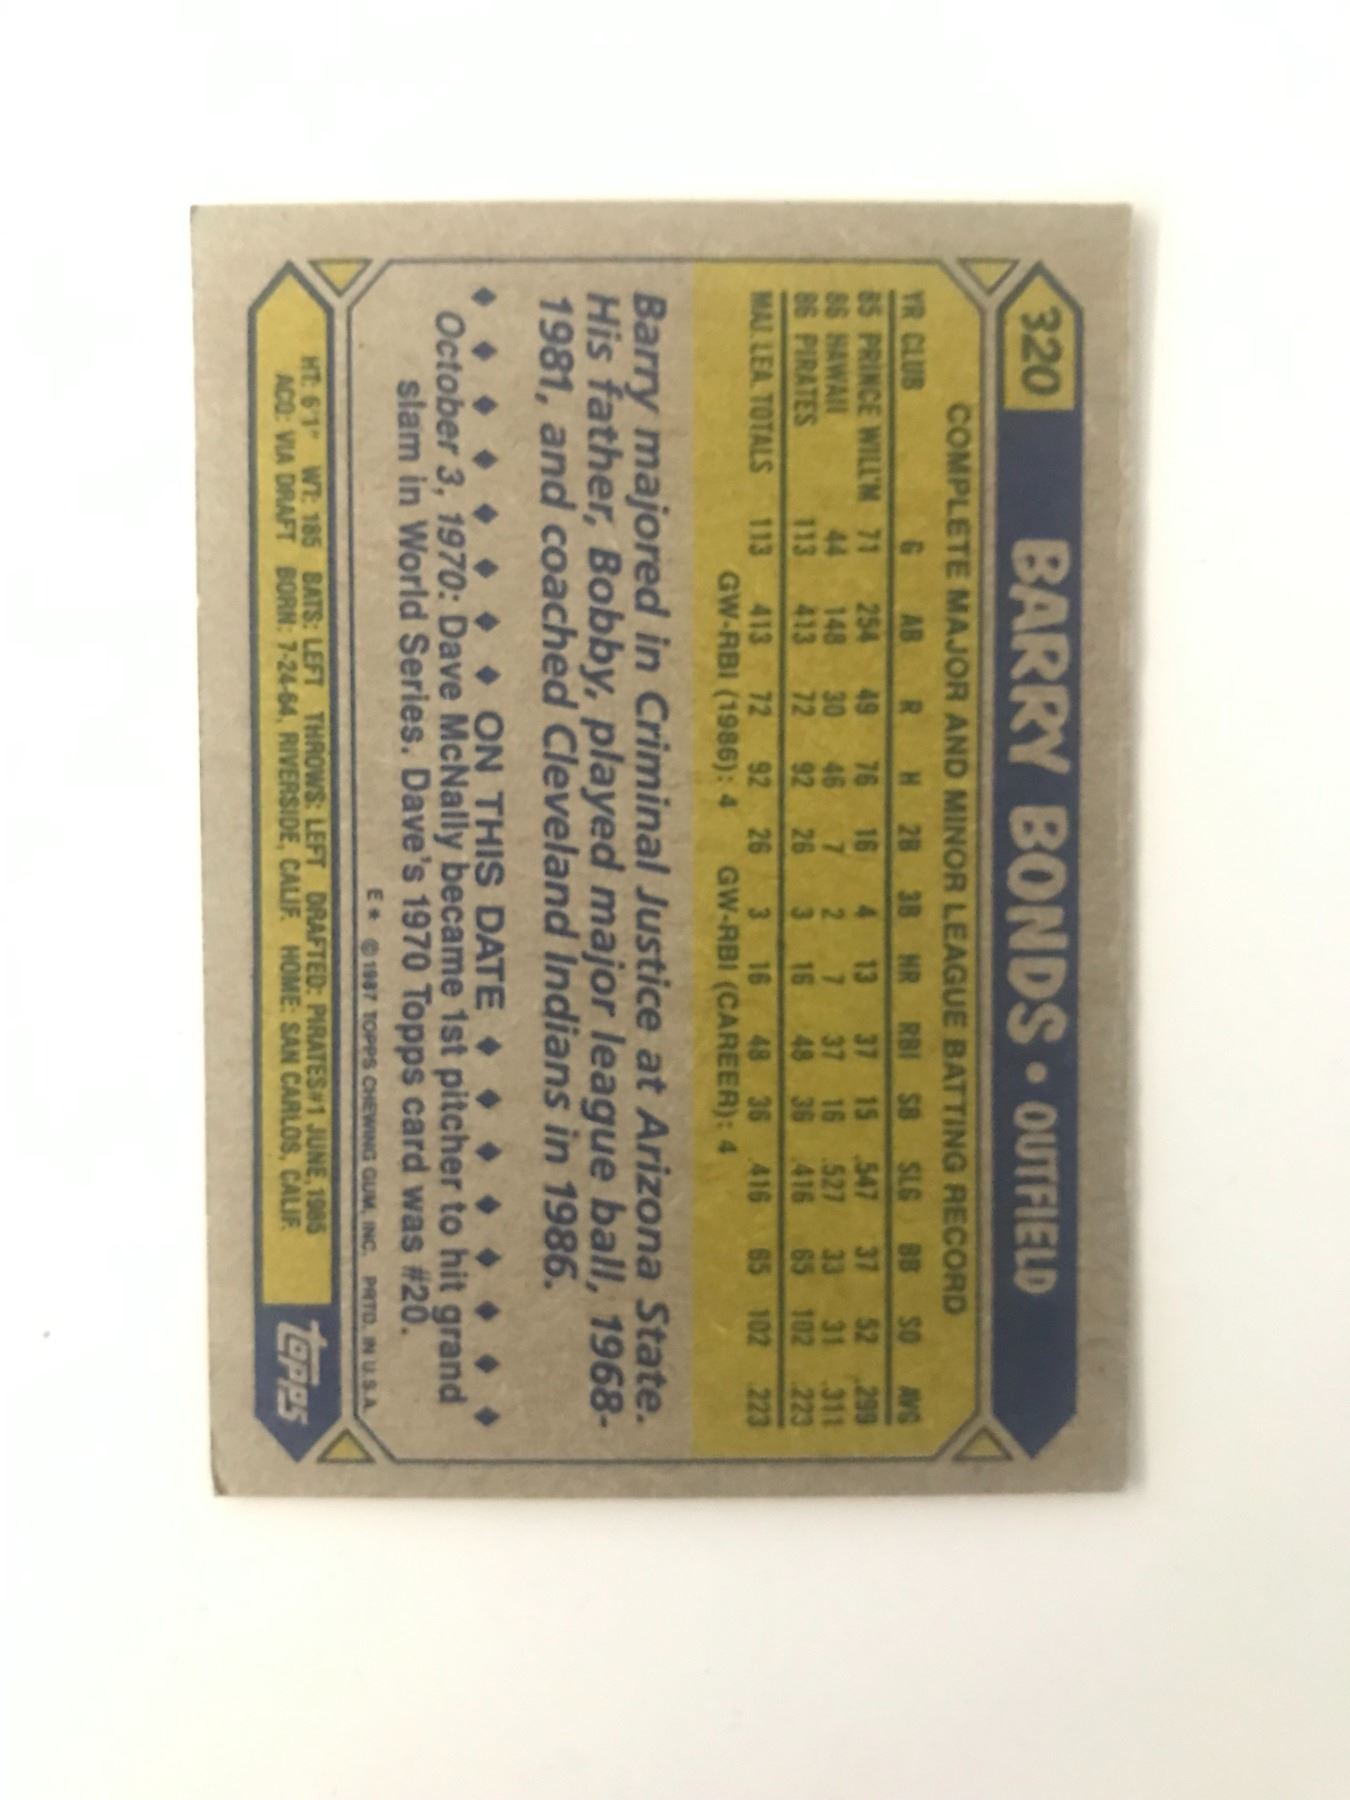 320 BARRY BONDS • OUTFIELD
COMPLETE MAJOR AND MINOR LEAGUE BATTING RECORD
YR CLUB G AB R H 2B 3B HR RBI SB SLG BB SO AVG
85 PRINCE WILL'M 71 254 49 76 16 4 13 37 15 .547 37 52 .299
86 HAWAII 44 148 30 46 7 2 7 37 16 .527 33 31 .311
86 PIRATES 113 413 72 92 26 3 16 48 36 .416 65 102 .223
MAJ. LEA. TOTALS 113 413 72 92 26 3 16 48 36 .416 65 102 .223
GW-RBI (1986): 4 GW-RBI (CAREER): 4
Barry majored in Criminal Justice at Arizona State.
His father, Bobby, played major league ball, 1968-
1981, and coached Cleveland Indians in 1986.
♦ ♦ ♦ ♦ ♦ ♦ ♦ ♦ ON THIS DATE ♦ ♦ ♦ ♦ ♦ ♦ ♦ ♦
October 3, 1970: Dave McNally became 1st pitcher to hit grand
slam in World Series. Dave's 1970 Topps card was #20.
E* © 1987 TOPPS CHEWING GUM, INC. PRTD. IN U.S.A.
HT: 6'1" WT: 185 BATS: LEFT THROWS: LEFT DRAFTED: PIRATES#1 JUNE, 1985
ACQ: VIA DRAFT BORN: 7-24-64, RIVERSIDE, CALIF. HOME: SAN CARLOS, CALIF.
topps